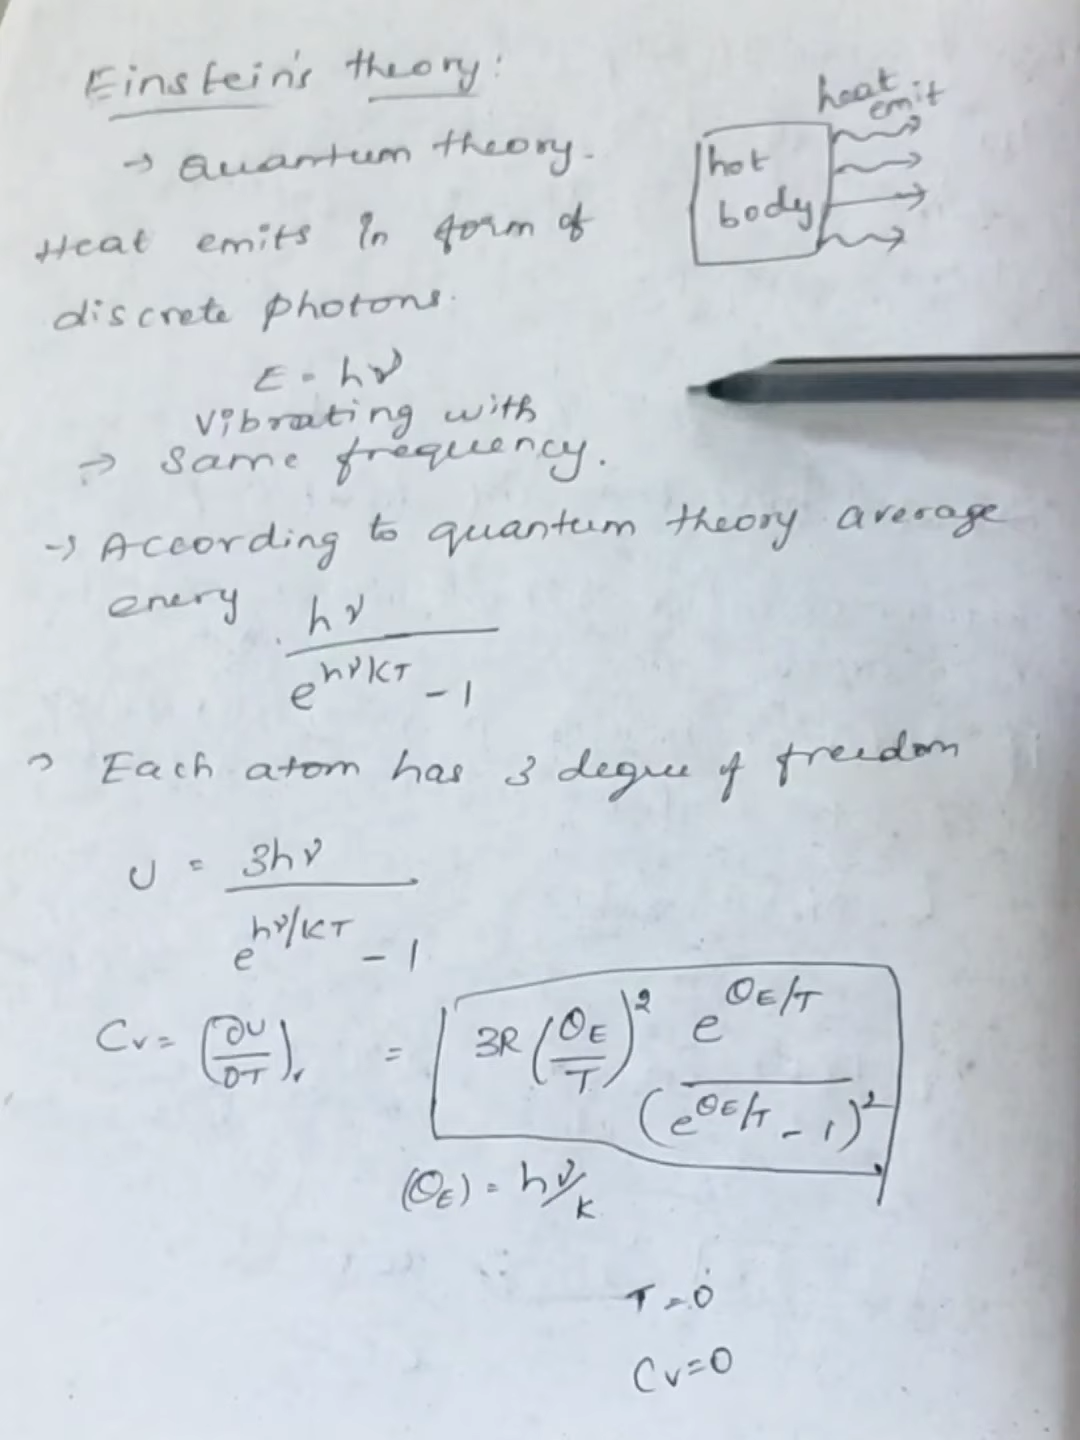 Einstein's theory:
→ Quantum theory.
heat
emit
hot
body
Heat emits in form of
discrete photons.
E = hν
Vibrating with
→ Same frequency.
→ According to quantum theory average
enery
hν
e^hνKT - 1
→ Each atom has 3 degree of freedom
U = 3hν
e^hν/KT - 1
Cv = (∂U/∂T)v = 3R (θE/T)² e^θE/T
(e^θE/T - 1)²
(θE) = hν/K
T = 0
Cv = 0